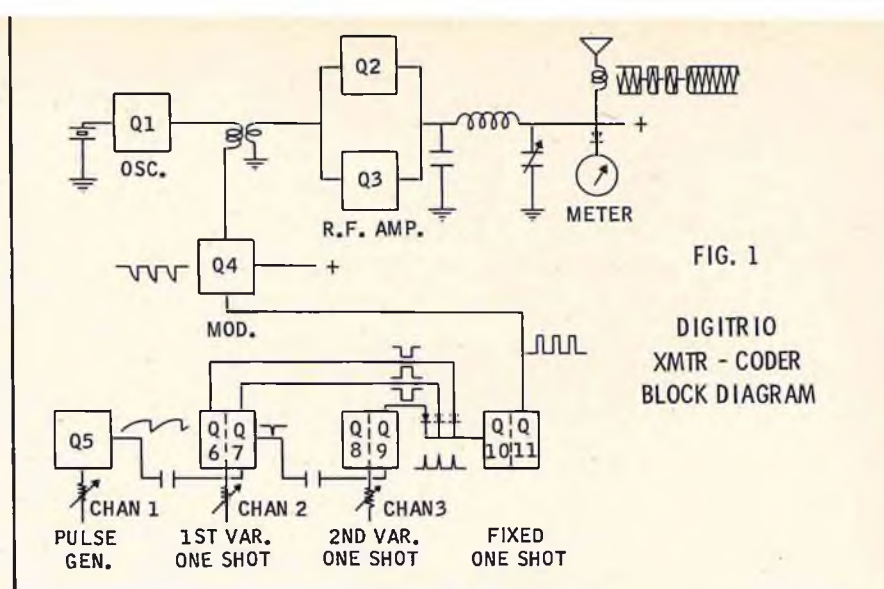 Q2
Q1
OSC.
Q3
R.F. AMP.
+
METER
Q4
+
MOD.
FIG. 1
DIGITRIO
XMTR - CODER
BLOCK DIAGRAM
Q5
Q 6 Q 7
Q 8 Q 9
Q 10 Q 11
CHAN 1
CHAN 2
CHAN3
PULSE GEN.
1ST VAR. ONE SHOT
2ND VAR. ONE SHOT
FIXED ONE SHOT